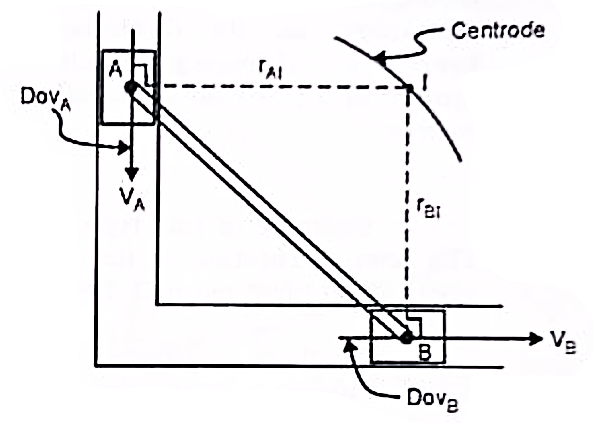 Centrode
A
r_AI
I
Dov_A
V_A
r_BI
B
V_B
Dov_B